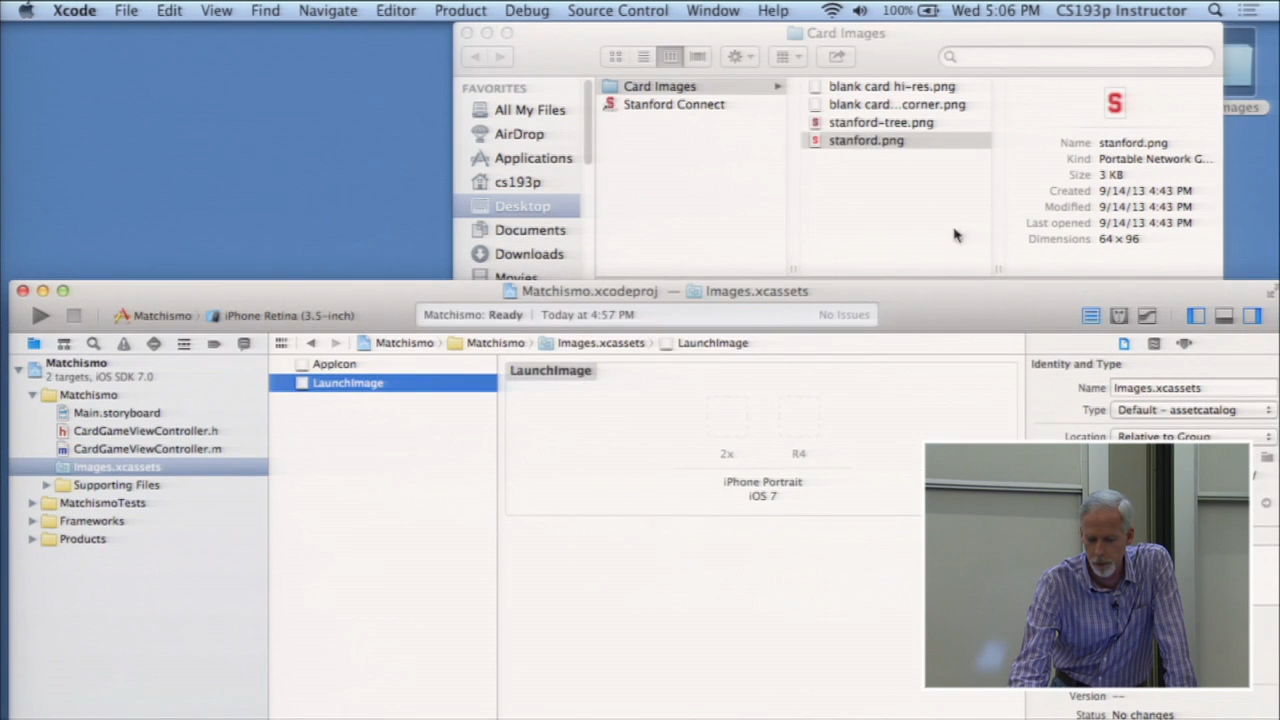 Xcode File Edit View Find Navigate Editor Product Debug Source Control Window Help 100% Wed 5:06 PM CS193p Instructor
Card Images
FAVORITES
All My Files
AirDrop
Applications
cs193p
Desktop
Documents
Downloads
Movies
Card Images
Stanford Connect
blank card hi-res.png
blank card...corner.png
stanford-tree.png
stanford.png
S
Name stanford.png
Kind Portable Network G...
Size 3 KB
Created 9/14/13 4:43 PM
Modified 9/14/13 4:43 PM
Last opened 9/14/13 4:43 PM
Dimensions 64 × 96
mages
Matchismo.xcodeproj — Images.xcassets
Matchismo iPhone Retina (3.5-inch)
Matchismo: Ready Today at 4:57 PM No Issues
Matchismo Matchismo Images.xcassets LaunchImage
Matchismo
2 targets, iOS SDK 7.0
Matchismo
Main.storyboard
CardGameViewController.h
CardGameViewController.m
Images.xcassets
Supporting Files
MatchismoTests
Frameworks
Products
AppIcon
LaunchImage
LaunchImage
2x R4
iPhone Portrait
iOS 7
Identity and Type
Name Images.xcassets
Type Default - assetcatalog
Location Relative to Group
Version --
Status No changes